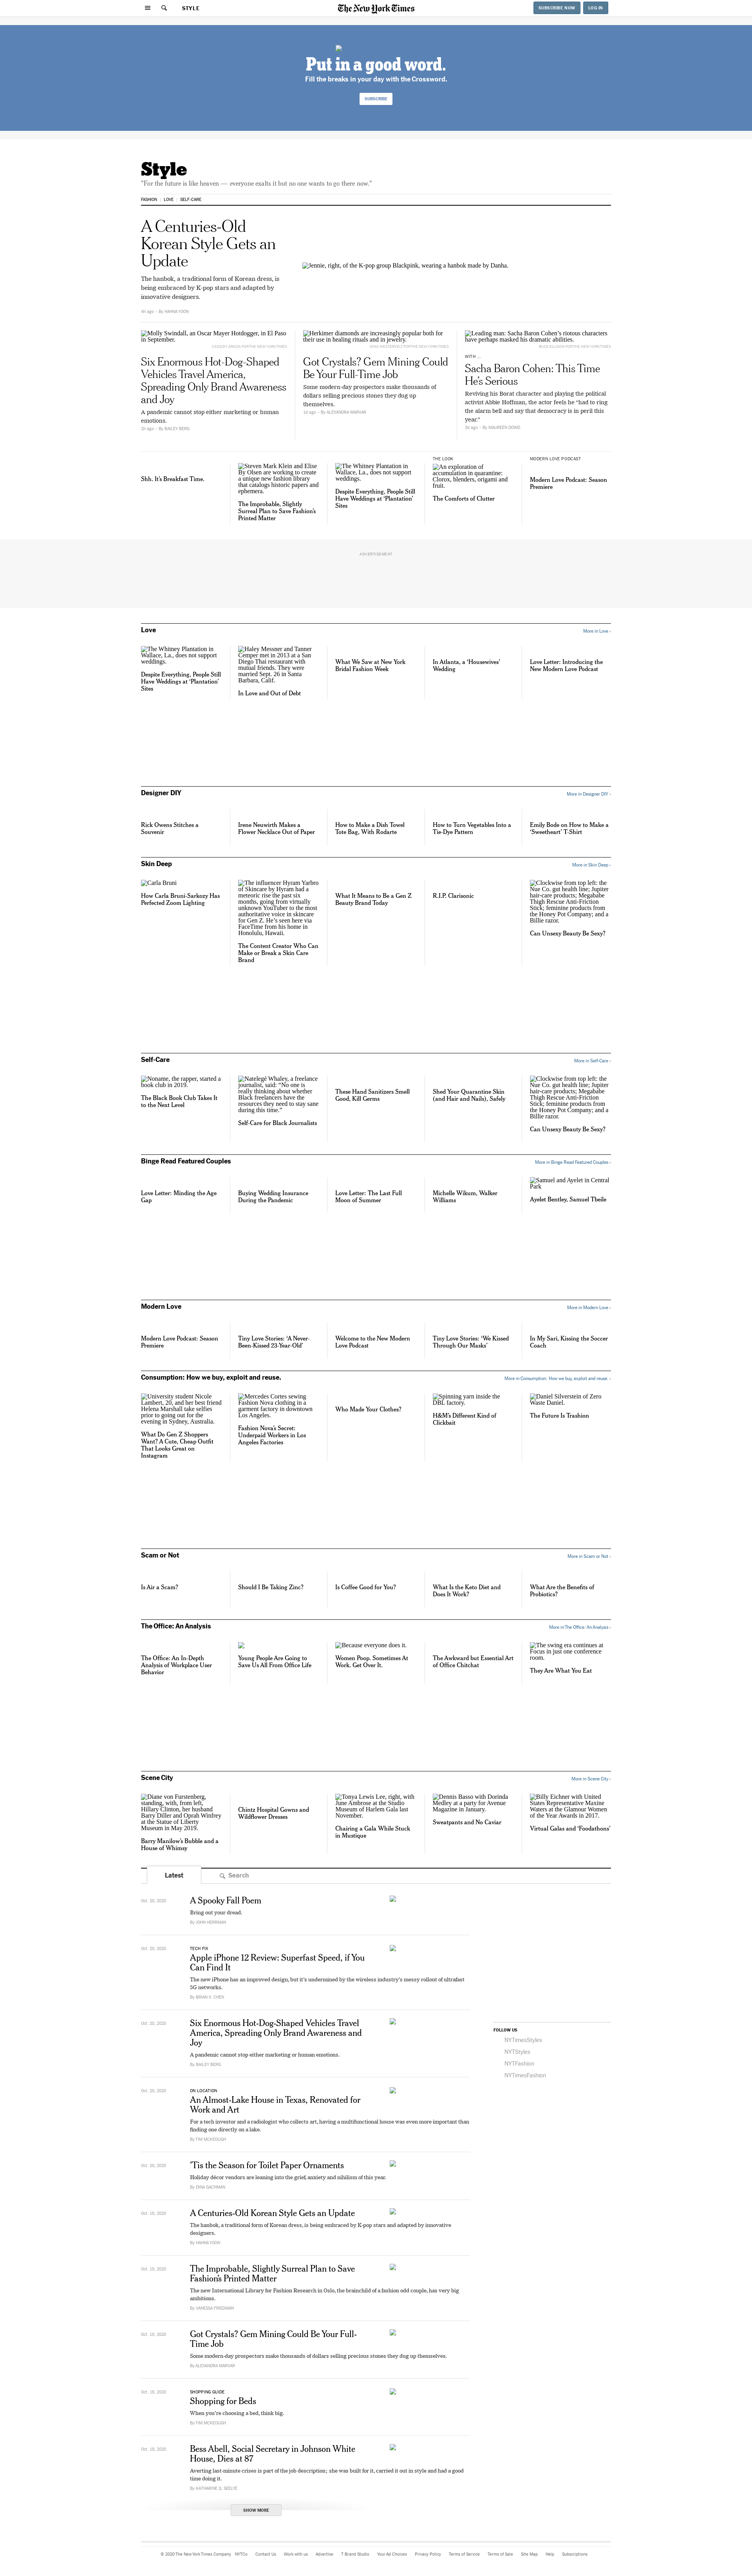 STYLE
The New York Times
SUBSCRIBE NOW
LOG IN
Put in a good word.
Fill the breaks in your day with the Crossword.
SUBSCRIBE
Style
"For the future is like heaven — everyone exalts it but no one wants to go there now."
FASHION
LOVE
SELF-CARE
A Centuries-Old
Korean Style Gets an
Update
The hanbok, a traditional form of Korean dress, is
being embraced by K-pop stars and adapted by
innovative designers.
By HAHNA YOON
Jennie, right, of the K-pop group Blackpink, wearing a hanbok made by Danha.
Molly Swindall, an Oscar Mayer Hotdogger, in El Paso
in September.
Six Enormous Hot-Dog-Shaped
Vehicles Travel America,
Spreading Only Brand Awareness
and Joy
A pandemic cannot stop either marketing or human
emotions.
By BAILEY BERG
Herkimer diamonds are increasingly popular both for
their use in healing rituals and in jewelry.
Got Crystals? Gem Mining Could
Be Your Full-Time Job
Some modern-day prospectors make thousands of
dollars selling precious stones they dug up
themselves.
By ALEXANDRA MARVAR
Leading man: Sacha Baron Cohen's riotous characters
have perhaps masked his dramatic abilities.
WITH ...
Sacha Baron Cohen: This Time
He's Serious
Reviving his Borat character and playing the political
activist Abbie Hoffman, the actor feels he "just had to ring
the alarm bell and say that democracy is in peril this
year."
By MAUREEN DOWD
Shh. It's Breakfast Time.
Steven Mark Klein and Elise
By Olsen are working to create
a unique new fashion library
that catalogs historic papers and
ephemera.
The Improbable, Slightly
Surreal Plan to Save Fashion's
Printed Matter
The Whitney Plantation in
Wallace, La., does not support
weddings.
Despite Everything, People Still
Have Weddings at 'Plantation'
Sites
THE LOOK
An exploration of
accumulation in quarantine:
Clorox, blenders, origami and
fruit.
The Comforts of Clutter
MODERN LOVE PODCAST
Modern Love Podcast: Season
Premiere
ADVERTISEMENT
Love
More in Love ›
The Whitney Plantation in
Wallace, La., does not support
weddings.
Despite Everything, People Still
Have Weddings at 'Plantation'
Sites
Haley Messner and Tanner
Cemper met in 2013 at a San
Diego Thai restaurant with
mutual friends. They were
married Sept. 26 in Santa
Barbara, Calif.
In Love and Out of Debt
What We Saw at New York
Bridal Fashion Week
In Atlanta, a 'Housewives'
Wedding
Love Letter: Introducing the
New Modern Love Podcast
Designer DIY
More in Designer DIY ›
Rick Owens Stitches a
Souvenir
Irene Neuwirth Makes a
Flower Necklace Out of Paper
How to Make a Dish Towel
Tote Bag, With Rodarte
How to Turn Vegetables Into a
Tie-Dye Pattern
Emily Bode on How to Make a
'Sweetheart' T-Shirt
Skin Deep
More in Skin Deep ›
Carla Bruni
How Carla Bruni-Sarkozy Has
Perfected Zoom Lighting
The influencer Hyram Yarbro
of Skincare by Hyram had a
meteoric rise the past six
months, going from virtually
unknown YouTuber to the most
authoritative voice in skincare
for Gen Z. He's seen here via
FaceTime from his home in
Honolulu, Hawaii.
The Content Creator Who Can
Make or Break a Skin Care
Brand
What It Means to Be a Gen Z
Beauty Brand Today
R.I.P. Clarisonic
Clockwise from top left: the
Nue Co. gut health line; Jupiter
hair-care products; Megababe
Thigh Rescue Anti-Friction
Stick; feminine products from
the Honey Pot Company; and a
Billie razor.
Can Unsexy Beauty Be Sexy?
Self-Care
More in Self-Care ›
Noname, the rapper, started a
book club in 2019.
The Black Book Club Takes It
to the Next Level
Natelegé Whaley, a freelance
journalist, said: "No one is
really thinking about whether
Black freelancers have the
resources they need to stay sane
during this time."
Self-Care for Black Journalists
These Hand Sanitizers Smell
Good, Kill Germs
Shed Your Quarantine Skin
(and Hair and Nails), Safely
Clockwise from top left: the
Nue Co. gut health line; Jupiter
hair-care products; Megababe
Thigh Rescue Anti-Friction
Stick; feminine products from
the Honey Pot Company; and a
Billie razor.
Can Unsexy Beauty Be Sexy?
Binge Read Featured Couples
More in Binge Read Featured Couples ›
Love Letter: Minding the Age
Gap
Buying Wedding Insurance
During the Pandemic
Love Letter: The Last Full
Moon of Summer
Michelle Wikum, Walker
Williams
Samuel and Ayelet in Central
Park
Ayelet Bentley, Samuel Tbeile
Modern Love
More in Modern Love ›
Modern Love Podcast: Season
Premiere
Tiny Love Stories: 'A Never-
Been-Kissed 23-Year-Old'
Welcome to the New Modern
Love Podcast
Tiny Love Stories: 'We Kissed
Through Our Masks'
In My Sari, Kissing the Soccer
Coach
Consumption: How we buy, exploit and reuse.
More in Consumption: How we buy, exploit and reuse. ›
University student Nicole
Lambert, 20, and her best friend
Helena Marshall take selfies
prior to going out for the
evening in Sydney, Australia.
What Do Gen Z Shoppers
Want? A Cute, Cheap Outfit
That Looks Great on
Instagram
Mercedes Cortes sewing
Fashion Nova clothing in a
garment factory in downtown
Los Angeles.
Fashion Nova's Secret:
Underpaid Workers in Los
Angeles Factories
Who Made Your Clothes?
Spinning yarn inside the
DBL factory.
H&M's Different Kind of
Clickbait
Daniel Silverstein of Zero
Waste Daniel.
The Future Is Trashion
Scam or Not
More in Scam or Not ›
Is Air a Scam?
Should I Be Taking Zinc?
Is Coffee Good for You?
What Is the Keto Diet and
Does It Work?
What Are the Benefits of
Probiotics?
The Office: An Analysis
More in The Office: An Analysis ›
The Office: An In-Depth
Analysis of Workplace User
Behavior
Young People Are Going to
Save Us All From Office Life
Because everyone does it.
Women Poop. Sometimes At
Work. Get Over It.
The Awkward but Essential Art
of Office Chitchat
The swing era continues at
Focus in just one conference
room.
They Are What You Eat
Scene City
More in Scene City ›
Diane von Furstenberg,
standing, with, from left,
Hillary Clinton, her husband
Barry Diller and Oprah Winfrey
at the Statue of Liberty
Museum in May 2019.
Barry Manilow's Bubble and a
House of Whimsy
Chintz Hospital Gowns and
Wildflower Dresses
Tonya Lewis Lee, right, with
June Ambrose at the Studio
Museum of Harlem Gala last
November.
Chairing a Gala While Stuck
in Mustique
Dennis Basso with Dorinda
Medley at a party for Avenue
Magazine in January.
Sweatpants and No Caviar
Billy Eichner with United
States Representative Maxine
Waters at the Glamour Women
of the Year Awards in 2017.
Virtual Galas and 'Foodathons'
Latest
Search
Oct. 20, 2020
A Spooky Fall Poem
Bring out your dread.
By JOHN HERRMAN
Oct. 20, 2020
TECH FIX
Apple iPhone 12 Review: Superfast Speed, if You
Can Find It
The new iPhone has an improved design, but it's undermined by the wireless industry's messy rollout of ultrafast
5G networks.
By BRIAN X. CHEN
Oct. 20, 2020
Six Enormous Hot-Dog-Shaped Vehicles Travel
America, Spreading Only Brand Awareness and
Joy
A pandemic cannot stop either marketing or human emotions.
By BAILEY BERG
Oct. 20, 2020
ON LOCATION
An Almost-Lake House in Texas, Renovated for
Work and Art
For a tech investor and a radiologist who collects art, having a multifunctional house was even more important than
finding one directly on a lake.
By TIM MCKEOUGH
Oct. 20, 2020
'Tis the Season for Toilet Paper Ornaments
Holiday décor vendors are leaning into the grief, anxiety and nihilism of this year.
By DINA GACHMAN
Oct. 19, 2020
A Centuries-Old Korean Style Gets an Update
The hanbok, a traditional form of Korean dress, is being embraced by K-pop stars and adapted by innovative
designers.
By HAHNA YOON
Oct. 19, 2020
The Improbable, Slightly Surreal Plan to Save
Fashion's Printed Matter
The new International Library for Fashion Research in Oslo, the brainchild of a fashion odd couple, has very big
ambitions.
By VANESSA FRIEDMAN
Oct. 19, 2020
Got Crystals? Gem Mining Could Be Your Full-
Time Job
Some modern-day prospectors make thousands of dollars selling precious stones they dug up themselves.
By ALEXANDRA MARVAR
Oct. 19, 2020
SHOPPING GUIDE
Shopping for Beds
When you're choosing a bed, think big.
By TIM MCKEOUGH
Oct. 19, 2020
Bess Abell, Social Secretary in Johnson White
House, Dies at 87
Averting last-minute crises is part of the job description; she was built for it, carried it out in style and had a good
time doing it.
By KATHARINE Q. SEELYE
SHOW MORE
FOLLOW US
NYTimesStyles
NYTStyles
NYTFashion
NYTimesFashion
© 2020 The New York Times Company
NYTCo
Contact Us
Work with us
Advertise
T Brand Studio
Your Ad Choices
Privacy Policy
Terms of Service
Terms of Sale
Site Map
Help
Subscriptions